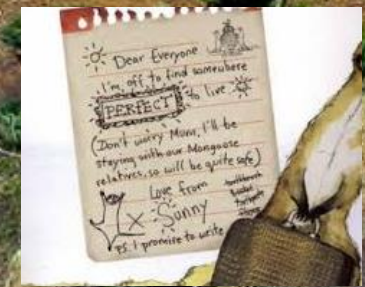 Dear Everyone
I'm off to find somewhere
PERFECT to live
(Don't worry Mum, I'll be
staying with our Mongoose
relatives, so will be quite safe)
Love from
X Sunny
PS. I promise to write